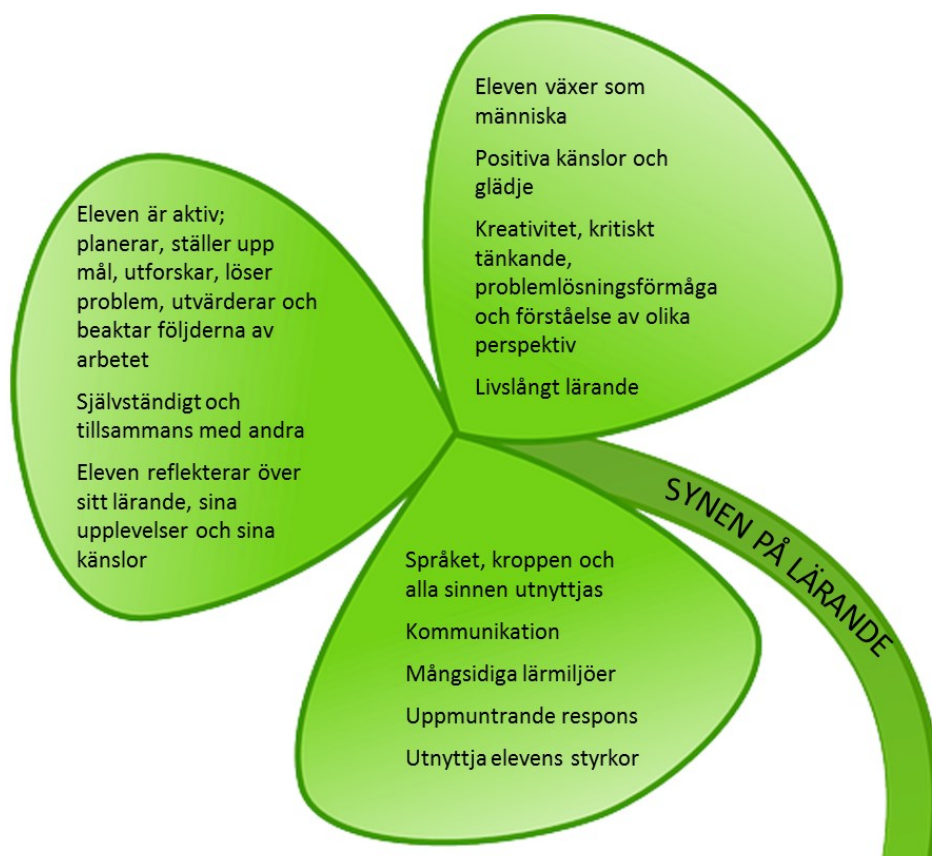 Eleven växer som
människa
Positiva känslor och
glädje
Kreativitet, kritiskt
tänkande,
problemlösningsförmåga
och förståelse av olika
perspektiv
Livslångt lärande
Eleven är aktiv;
planerar, ställer upp
mål, utforskar, löser
problem, utvärderar och
beaktar följderna av
arbetet
Självständigt och
tillsammans med andra
Eleven reflekterar över
sitt lärande, sina
upplevelser och sina
känslor
Språket, kroppen och
alla sinnen utnyttjas
Kommunikation
Mångsidiga lärmiljöer
Uppmuntrande respons
Utnyttja elevens styrkor
SYNEN PÅ LÄRANDE